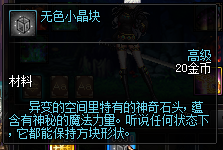 无色小晶块
高级
20金币
材料
异变的空间里特有的神奇石头,蕴
含有神秘的魔法力量。听说任何状态下
,它都能保持方块形状。